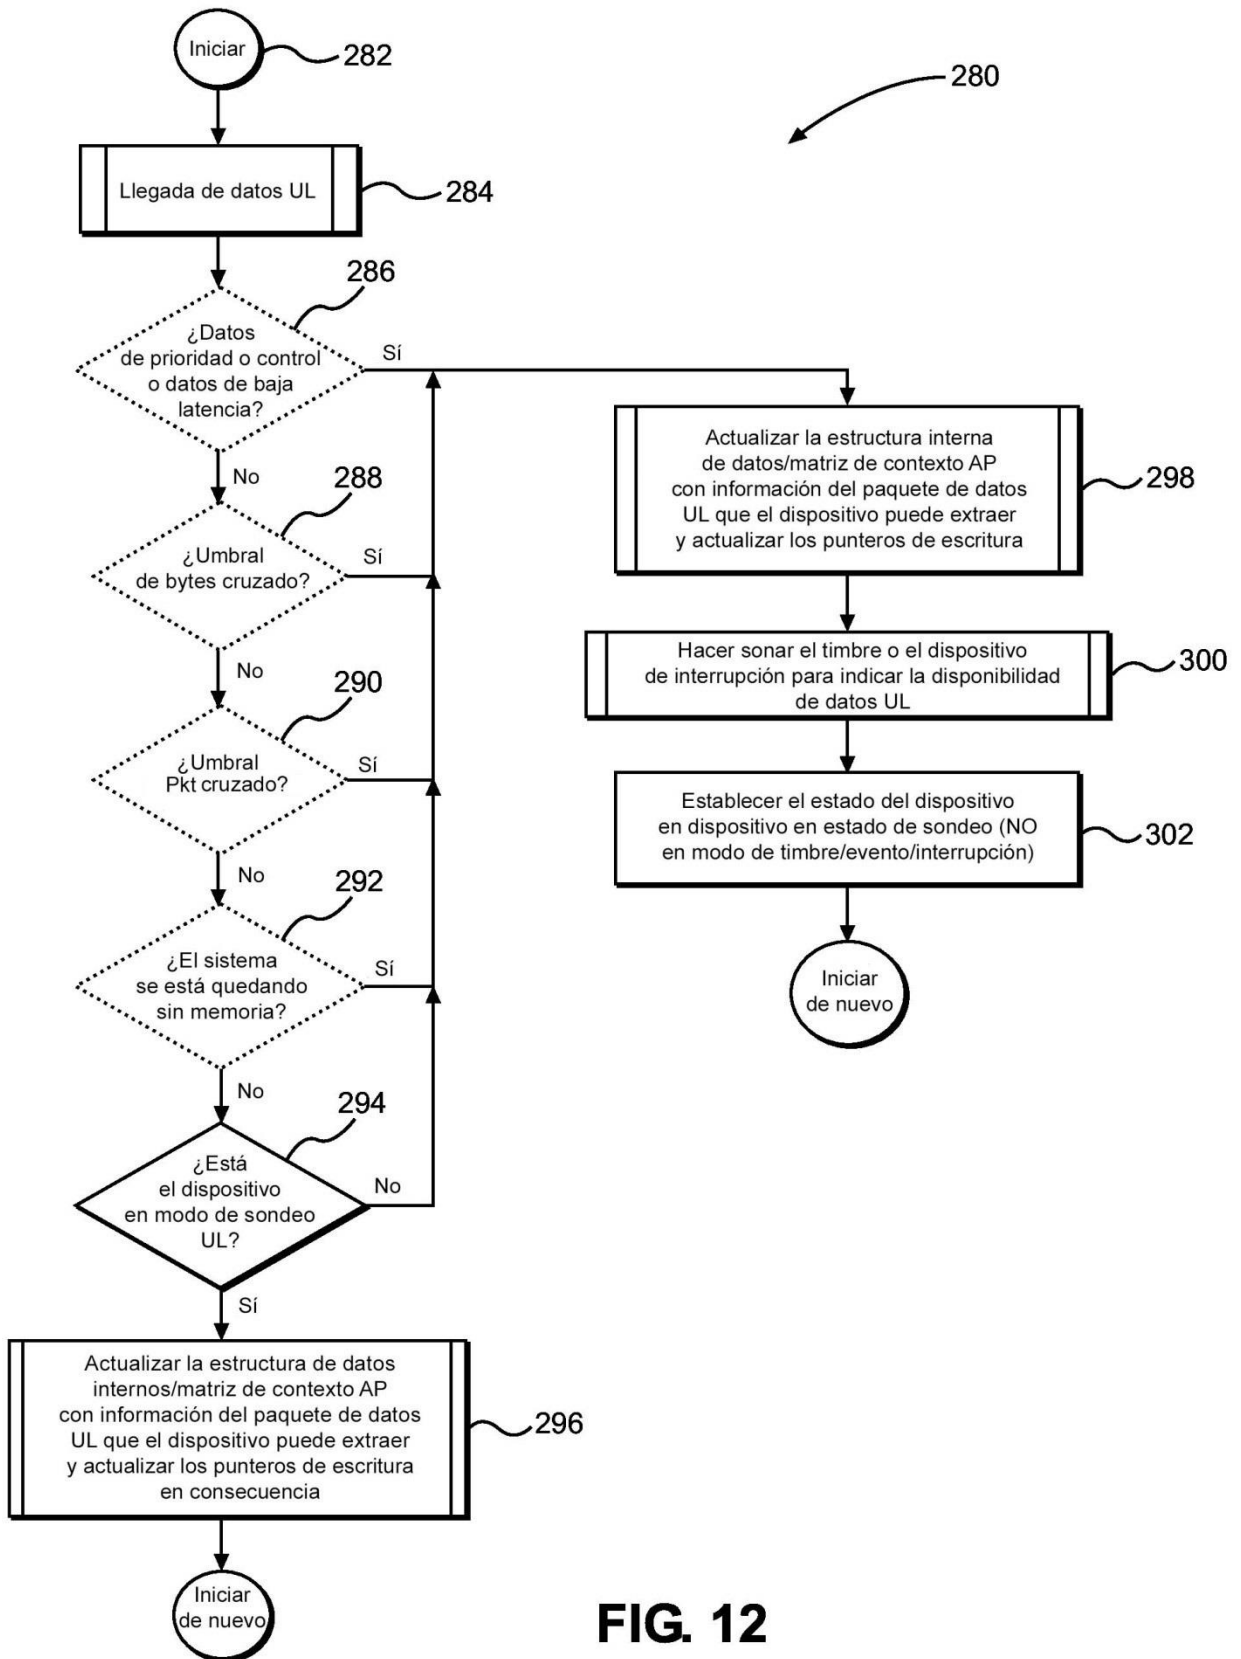 Iniciar
282
280
Llegada de datos UL
284
286
¿Datos
de prioridad o control
o datos de baja
latencia?
Sí
No
288
¿Umbral
de bytes cruzado?
Sí
No
290
¿Umbral
Pkt cruzado?
Sí
No
292
¿El sistema
se está quedando
sin memoria?
Sí
No
294
¿Está
el dispositivo
en modo de sondeo
UL?
No
Sí
Actualizar la estructura de datos
internos/matriz de contexto AP
con información del paquete de datos
UL que el dispositivo puede extraer
y actualizar los punteros de escritura
en consecuencia
296
Iniciar
de nuevo
Actualizar la estructura interna
de datos/matriz de contexto AP
con información del paquete de datos
UL que el dispositivo puede extraer
y actualizar los punteros de escritura
298
Hacer sonar el timbre o el dispositivo
de interrupción para indicar la disponibilidad
de datos UL
300
Establecer el estado del dispositivo
en dispositivo en estado de sondeo (NO
en modo de timbre/evento/interrupción)
302
Iniciar
de nuevo
FIG. 12